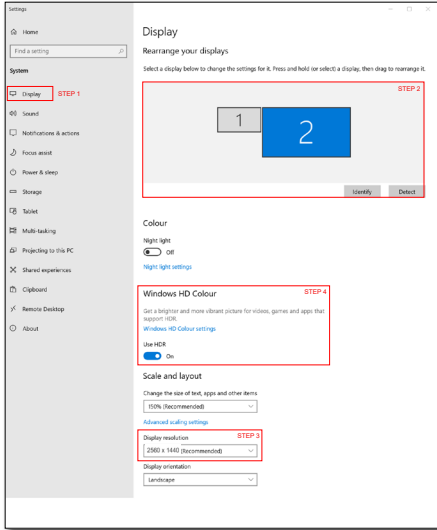 Settings
Home
Find a setting
System
Display STEP 1
Sound
Notifications & actions
Focus assist
Power & sleep
Storage
Tablet
Multi-tasking
Projecting to this PC
Shared experiences
Clipboard
Remote Desktop
About
Display
Rearrange your displays
Select a display below to change the settings for it. Press and hold (or select) a display, then drag to rearrange it.
STEP 2
1 2
Identify Detect
Colour
Night light
Off
Night light settings
Windows HD Colour STEP 4
Get a brighter and more vibrant picture for videos, games and apps that
support HDR.
Windows HD Colour settings
Use HDR
On
Scale and layout
Change the size of text, apps and other items
150% (Recommended)
Advanced scaling settings
Display resolution STEP 3
2560 x 1440 (Recommended)
Display orientation
Landscape